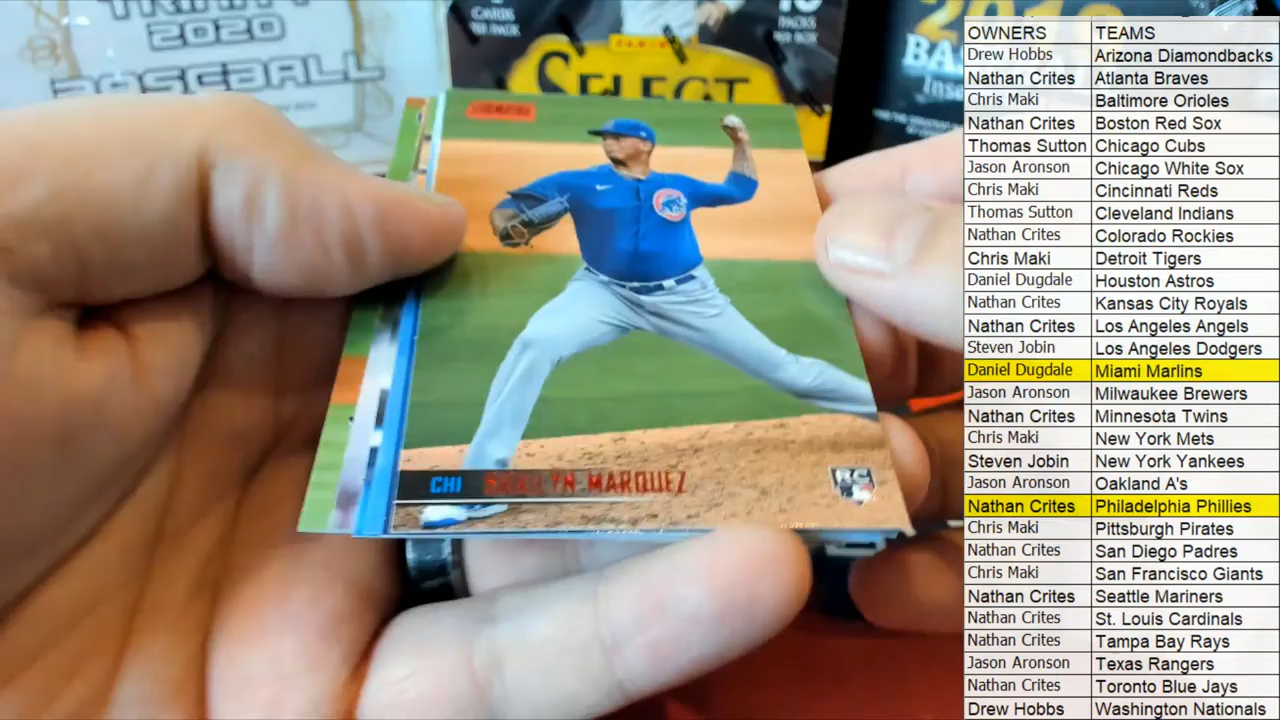 TRINITY
2020
BASEBALL
CARDS
PACKS
PER BOX
PANINI
SELECT
CHI
MARQUEZ
RC
OWNERS TEAMS
Drew Hobbs Arizona Diamondbacks
Nathan Crites Atlanta Braves
Chris Maki Baltimore Orioles
Nathan Crites Boston Red Sox
Thomas Sutton Chicago Cubs
Jason Aronson Chicago White Sox
Chris Maki Cincinnati Reds
Thomas Sutton Cleveland Indians
Nathan Crites Colorado Rockies
Chris Maki Detroit Tigers
Daniel Dugdale Houston Astros
Nathan Crites Kansas City Royals
Nathan Crites Los Angeles Angels
Steven Jobin Los Angeles Dodgers
Daniel Dugdale Miami Marlins
Jason Aronson Milwaukee Brewers
Nathan Crites Minnesota Twins
Chris Maki New York Mets
Steven Jobin New York Yankees
Jason Aronson Oakland A's
Nathan Crites Philadelphia Phillies
Chris Maki Pittsburgh Pirates
Nathan Crites San Diego Padres
Chris Maki San Francisco Giants
Nathan Crites Seattle Mariners
Nathan Crites St. Louis Cardinals
Nathan Crites Tampa Bay Rays
Jason Aronson Texas Rangers
Nathan Crites Toronto Blue Jays
Drew Hobbs Washington Nationals